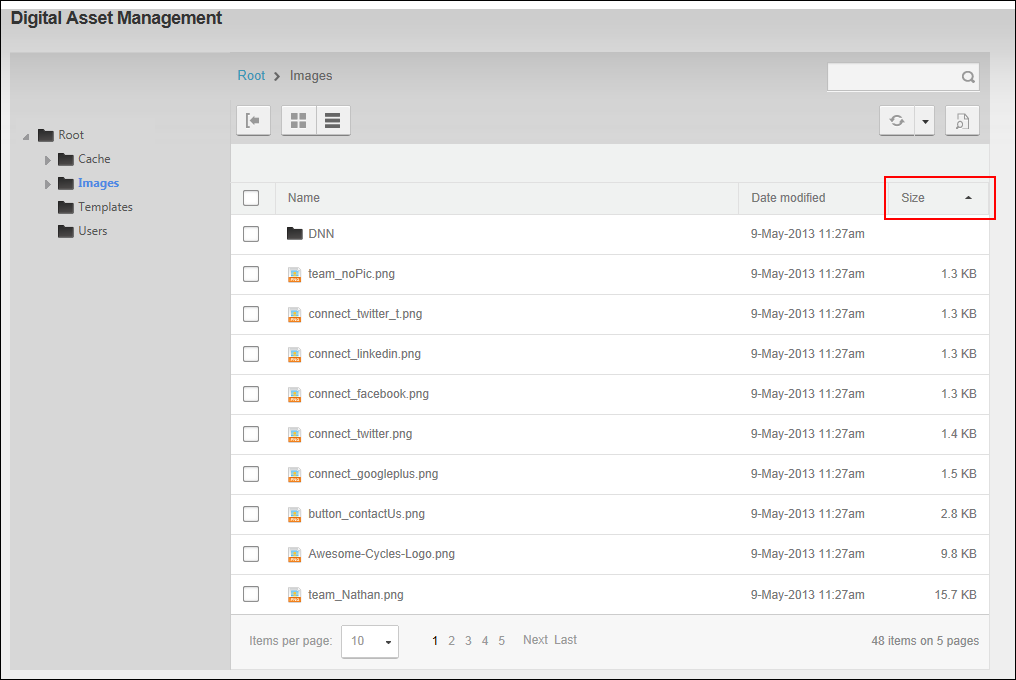 Digital Asset Management
Root > Images
Root
Cache
Images
Templates
Users
Name Date modified Size
DNN 9-May-2013 11:27am
team_noPic.png 9-May-2013 11:27am 1.3 KB
connect_twitter_t.png 9-May-2013 11:27am 1.3 KB
connect_linkedin.png 9-May-2013 11:27am 1.3 KB
connect_facebook.png 9-May-2013 11:27am 1.3 KB
connect_twitter.png 9-May-2013 11:27am 1.4 KB
connect_googleplus.png 9-May-2013 11:27am 1.5 KB
button_contactUs.png 9-May-2013 11:27am 2.8 KB
Awesome-Cycles-Logo.png 9-May-2013 11:27am 9.8 KB
team_Nathan.png 9-May-2013 11:27am 15.7 KB
Items per page: 10 1 2 3 4 5 Next Last 48 items on 5 pages